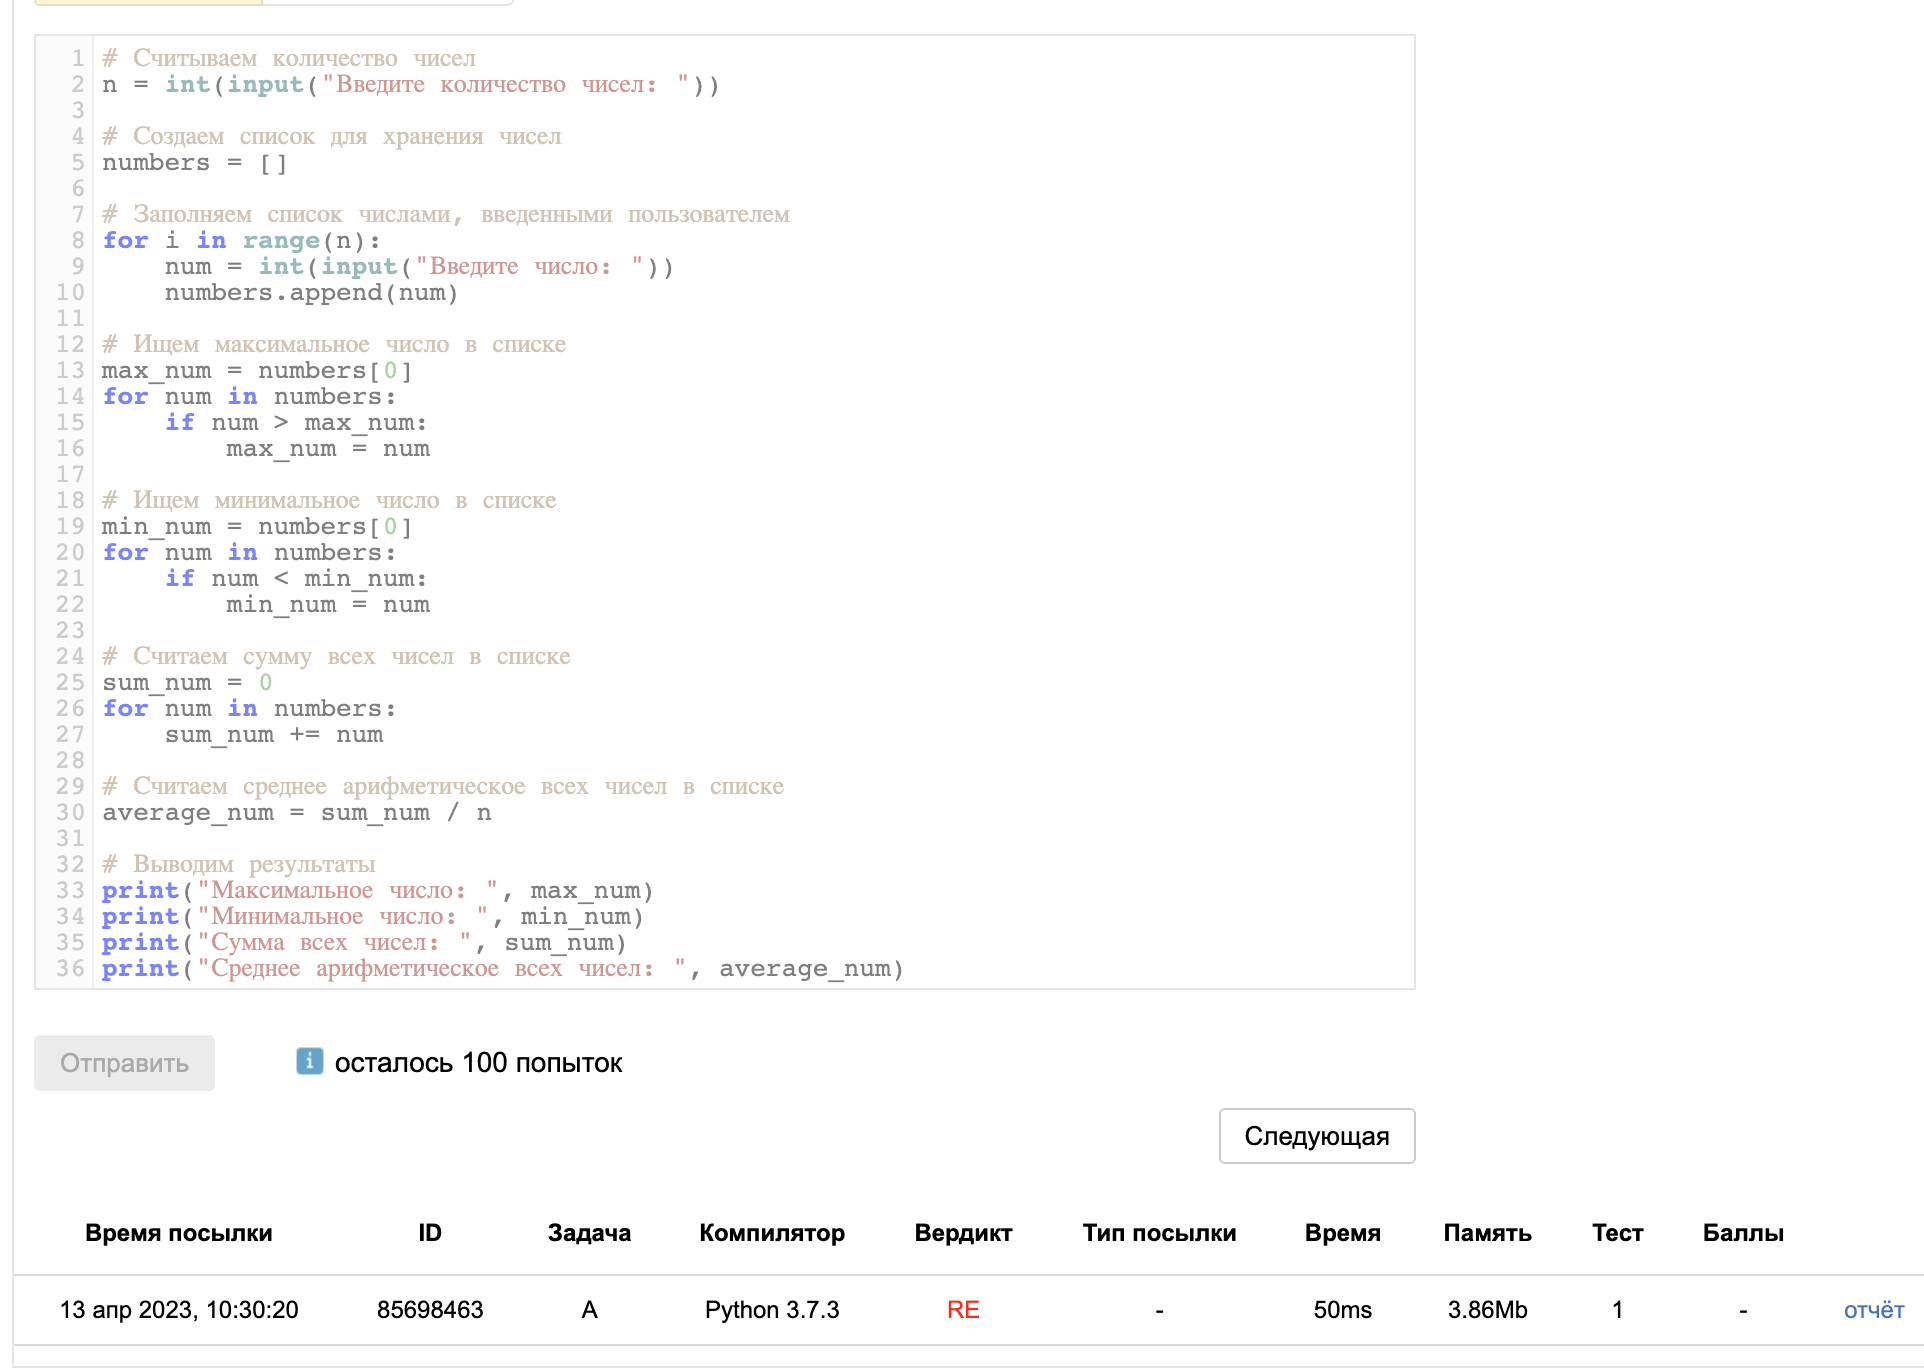 1 # Считываем количество чисел
2 n = int(input("Введите количество чисел: "))
3
4 # Создаем список для хранения чисел
5 numbers = []
6
7 # Заполняем список числами, введенными пользователем
8 for i in range(n):
9     num = int(input("Введите число: "))
10     numbers.append(num)
11
12 # Ищем максимальное число в списке
13 max_num = numbers[0]
14 for num in numbers:
15     if num > max_num:
16         max_num = num
17
18 # Ищем минимальное число в списке
19 min_num = numbers[0]
20 for num in numbers:
21     if num < min_num:
22         min_num = num
23
24 # Считаем сумму всех чисел в списке
25 sum_num = 0
26 for num in numbers:
27     sum_num += num
28
29 # Считаем среднее арифметическое всех чисел в списке
30 average_num = sum_num / n
31
32 # Выводим результаты
33 print("Максимальное число: ", max_num)
34 print("Минимальное число: ", min_num)
35 print("Сумма всех чисел: ", sum_num)
36 print("Среднее арифметическое всех чисел: ", average_num)
Отправить i осталось 100 попыток
Следующая
Время посылки ID Задача Компилятор Вердикт Тип посылки Время Память Тест Баллы
13 апр 2023, 10:30:20 85698463 A Python 3.7.3 RE - 50ms 3.86Mb 1 - отчёт